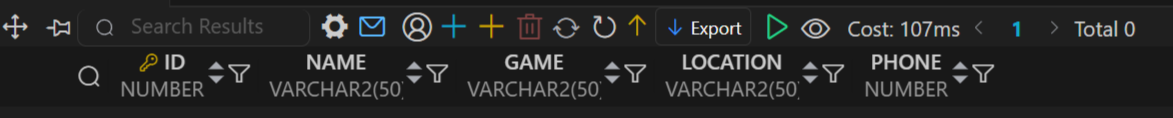 Search Results Export Cost: 107ms 1 Total 0
ID NAME GAME LOCATION PHONE
NUMBER VARCHAR2(50) VARCHAR2(50) VARCHAR2(50) NUMBER